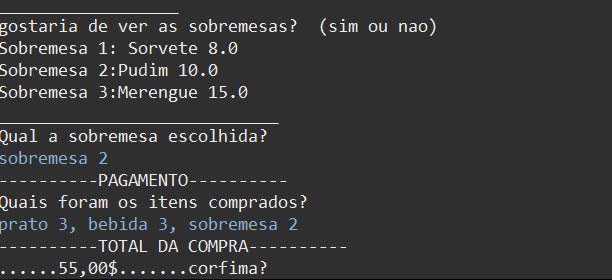 __________________
gostaria de ver as sobremesas?  (sim ou nao)
Sobremesa 1: Sorvete 8.0
Sobremesa 2:Pudim 10.0
Sobremesa 3:Merengue 15.0
____________________________
Qual a sobremesa escolhida?
sobremesa 2
----------PAGAMENTO----------
Quais foram os itens comprados?
prato 3, bebida 3, sobremesa 2
----------TOTAL DA COMPRA----------
......55,00$.......corfima?